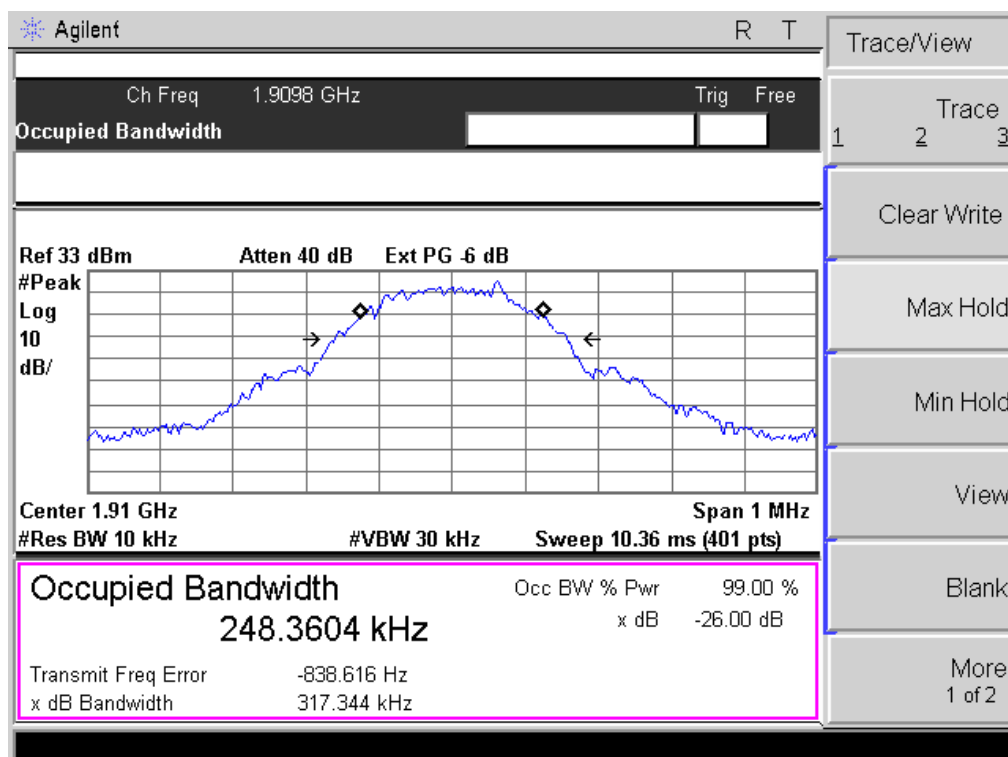 Agilent R T
Trace/View
Ch Freq 1.9098 GHz Trig Free
Occupied Bandwidth
Trace
1 2 3
Clear Write
Max Hold
Min Hold
View
Blank
More
1 of 2
Ref 33 dBm Atten 40 dB Ext PG -6 dB
#Peak
Log
10
dB/
Center 1.91 GHz Span 1 MHz
#Res BW 10 kHz #VBW 30 kHz Sweep 10.36 ms (401 pts)
Occupied Bandwidth Occ BW % Pwr 99.00 %
248.3604 kHz x dB -26.00 dB
Transmit Freq Error -838.616 Hz
x dB Bandwidth 317.344 kHz